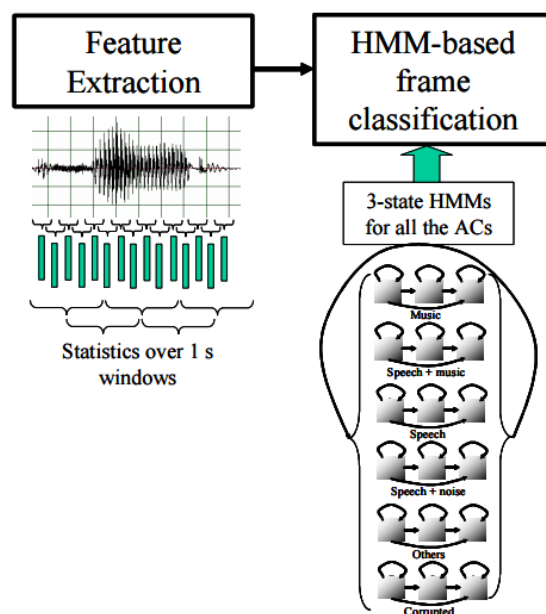 Feature
Extraction
HMM-based
frame
classification
3-state HMMs
for all the ACs
Statistics over 1 s
windows
Music
Speech + music
Speech
Speech + noise
Others
Corrupted